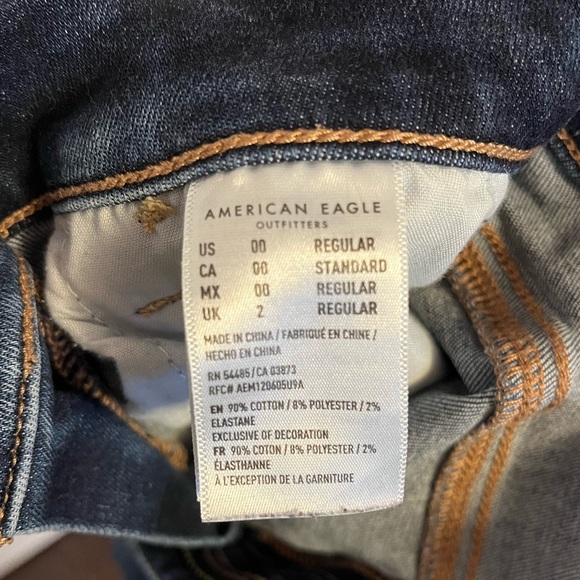 AMERICAN EAGLE
OUTFITTERS
US 00 REGULAR
CA 00 STANDARD
MX 00 REGULAR
UK 2 REGULAR
MADE IN CHINA / FABRIQUÉ EN CHINE /
HECHO EN CHINA
RN 54485/CA 03873
RFC# AEM120605U9A
EN 90% COTTON / 8% POLYESTER / 2%
ELASTANE
EXCLUSIVE OF DECORATION
FR 90% COTTON / 8% POLYESTER / 2%
ÉLASTHANNE
À L'EXCEPTION DE LA GARNITURE